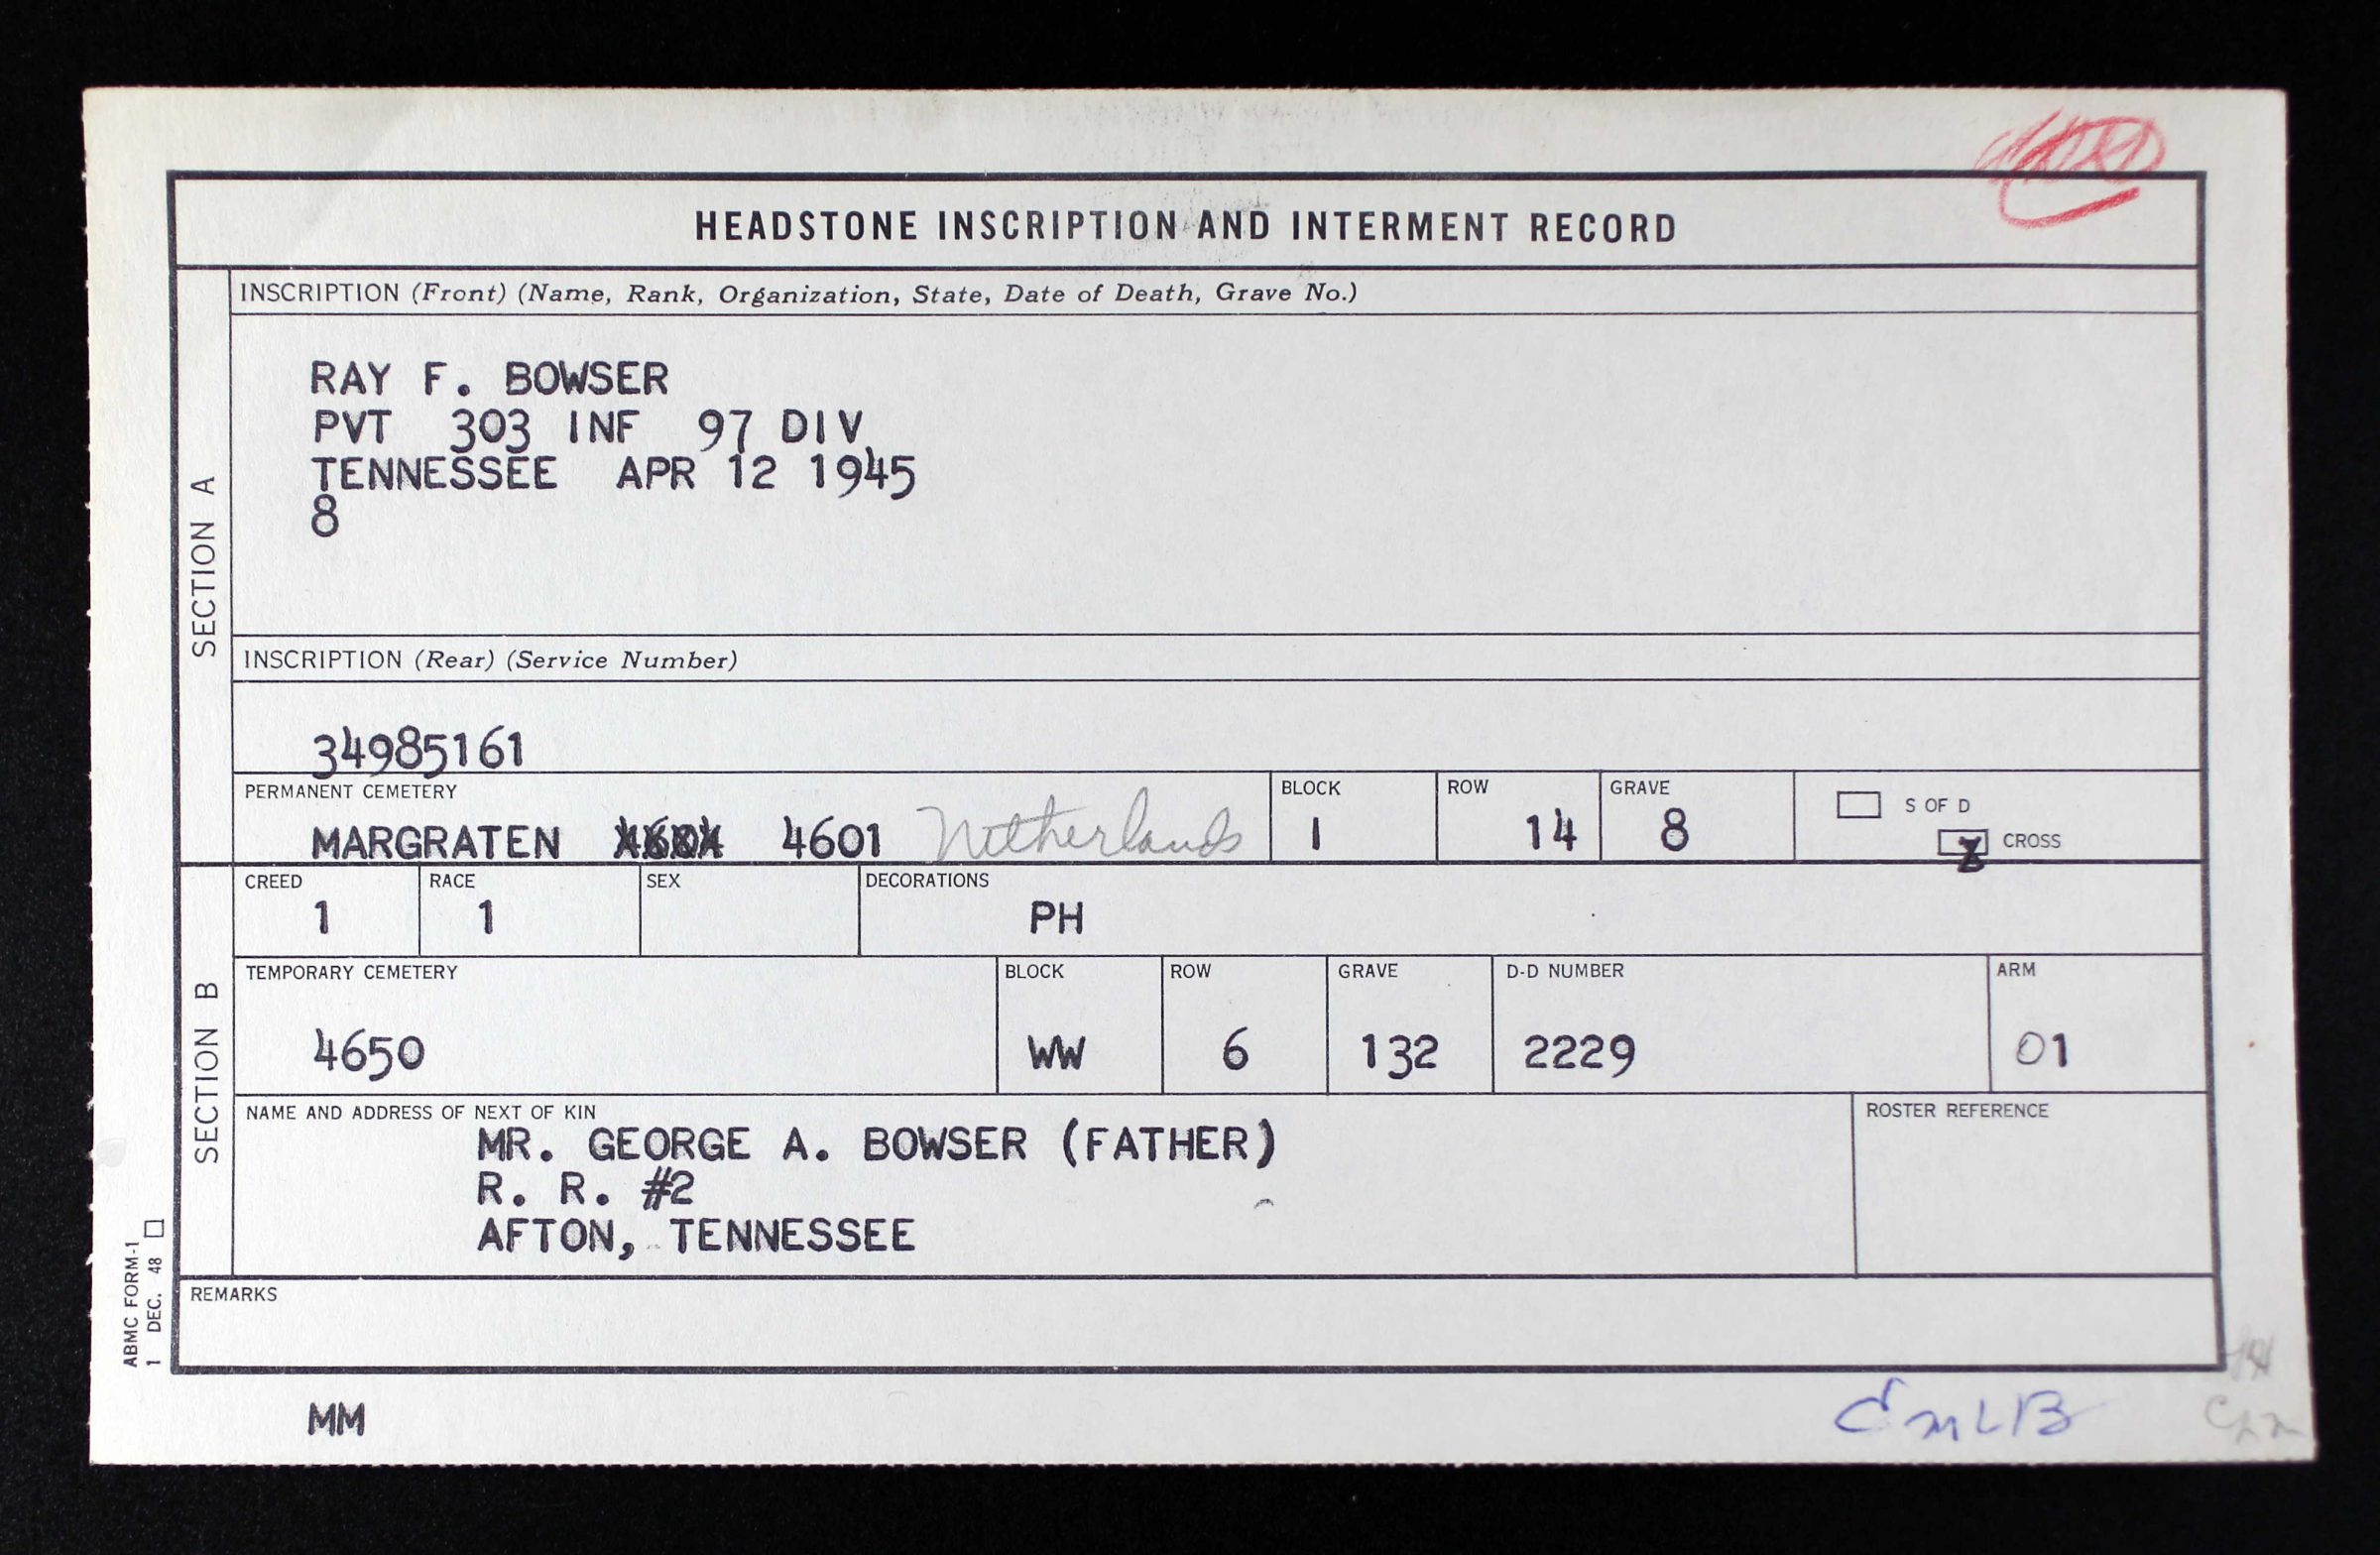 HEADSTONE INSCRIPTION AND INTERMENT RECORD
SECTION A
INSCRIPTION (Front) (Name, Rank, Organization, State, Date of Death, Grave No.)
RAY F. BOWSER
PVT 303 INF 97 DIV
TENNESSEE APR 12 1945
8
INSCRIPTION (Rear) (Service Number)
34985161
PERMANENT CEMETERY BLOCK ROW GRAVE
MARGRATEN 4601 Netherlands 1 14 8
S OF D
X CROSS
SECTION B
CREED RACE SEX DECORATIONS
1 1 PH
TEMPORARY CEMETERY BLOCK ROW GRAVE D-D NUMBER ARM
4650 WW 6 132 2229 01
NAME AND ADDRESS OF NEXT OF KIN ROSTER REFERENCE
MR. GEORGE A. BOWSER (FATHER)
R. R. #2
AFTON, TENNESSEE
REMARKS
ABMC FORM-1
1 DEC. 48
MM